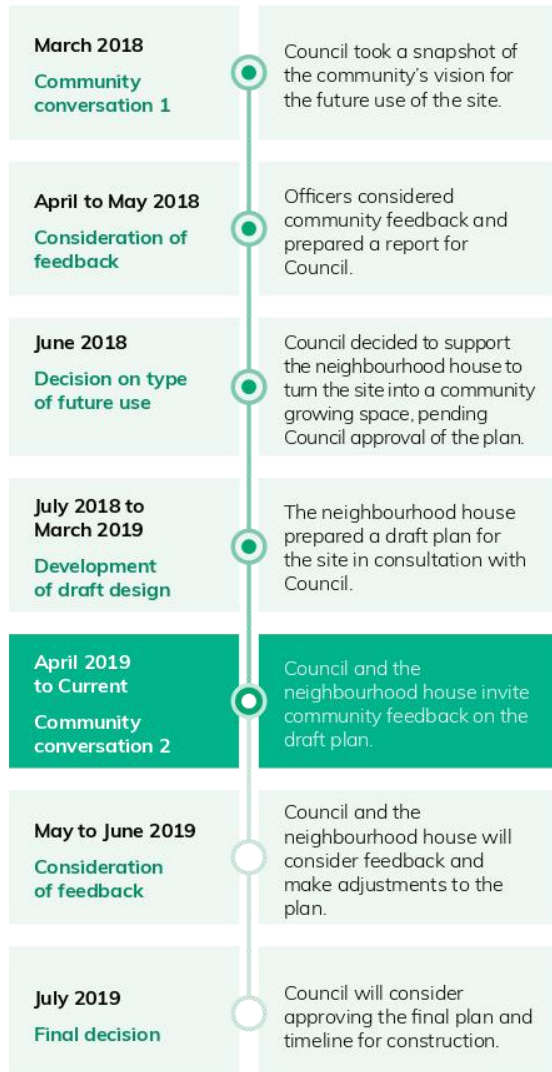 March 2018
Community
conversation 1
Council took a snapshot of
the community's vision for
the future use of the site.
April to May 2018
Consideration of
feedback
Officers considered
community feedback and
prepared a report for
Council.
June 2018
Decision on type
of future use
Council decided to support
the neighbourhood house to
turn the site into a community
growing space, pending
Council approval of the plan.
July 2018 to
March 2019
Development
of draft design
The neighbourhood house
prepared a draft plan for
the site in consultation with
Council.
April 2019
to Current
Community
conversation 2
Council and the
neighbourhood house invite
community feedback on the
draft plan.
May to June 2019
Consideration
of feedback
Council and the
neighbourhood house will
consider feedback and
make adjustments to the
plan.
July 2019
Final decision
Council will consider
approving the final plan and
timeline for construction.